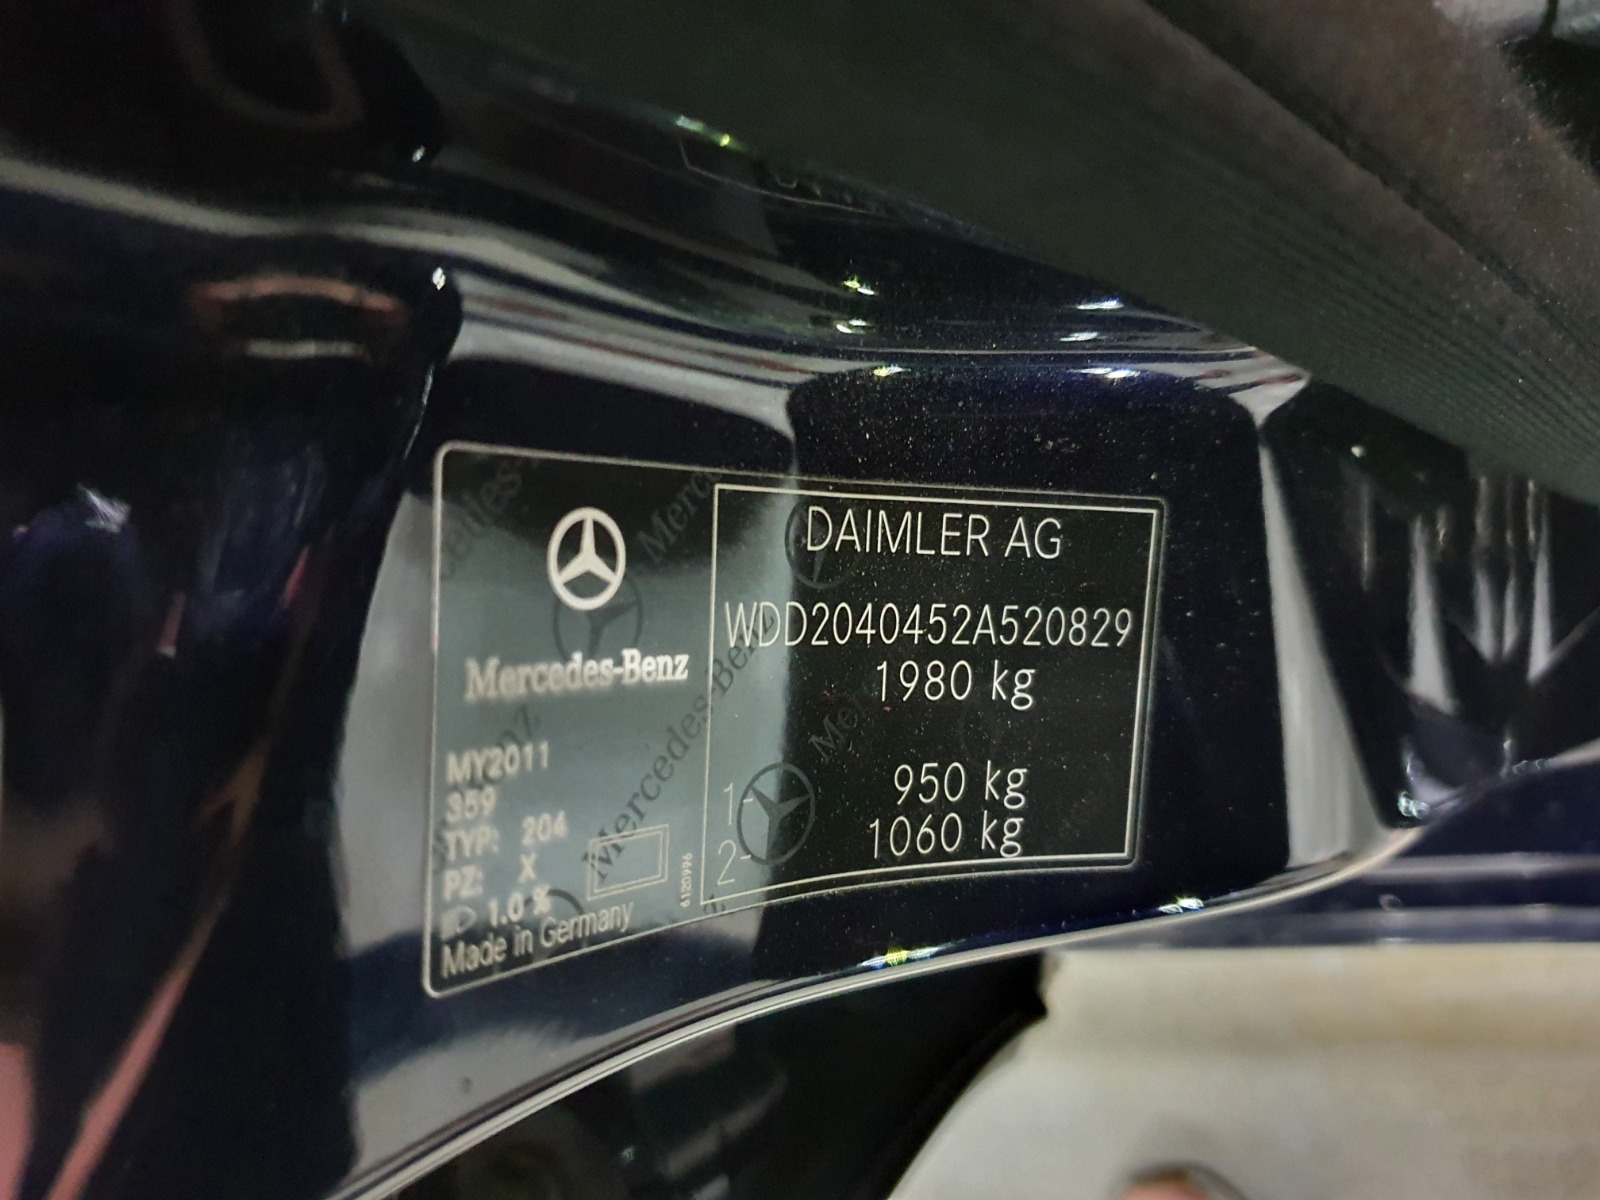 Mercedes-Benz
MY2011
359
TYP: 204
PZ: X
1.0 %
Made in Germany
6120996
DAIMLER AG
WDD2040452A520829
1980 kg
1- 950 kg
2- 1060 kg